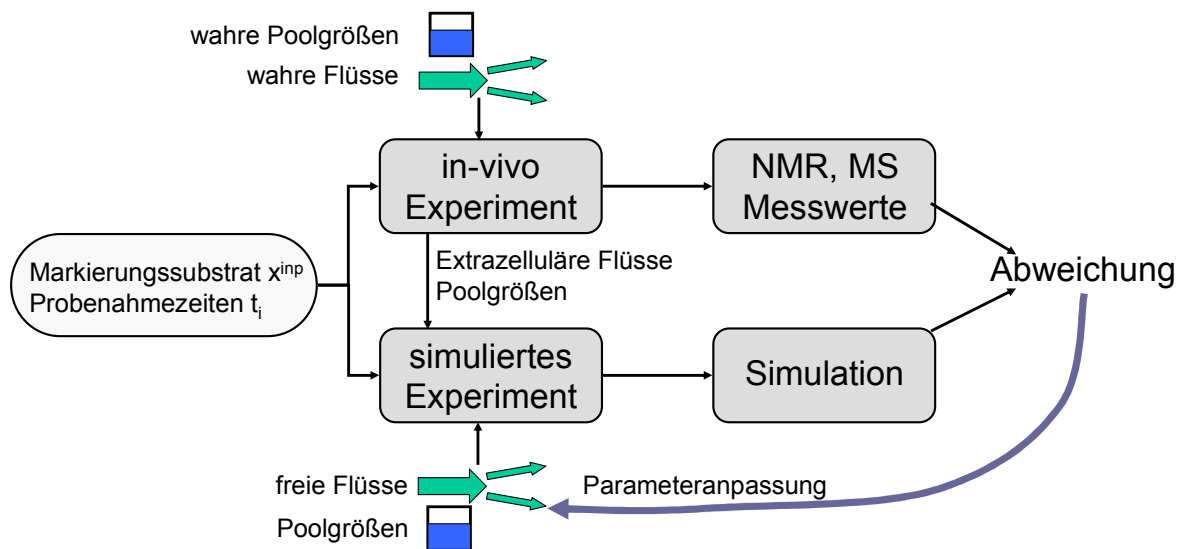 wahre Poolgrößen
wahre Flüsse
in-vivo
Experiment
NMR, MS
Messwerte
Markierungssubstrat x^inp
Probenahmezeiten t_i
Extrazelluläre Flüsse
Poolgrößen
Abweichung
simuliertes
Experiment
Simulation
freie Flüsse
Parameteranpassung
Poolgrößen